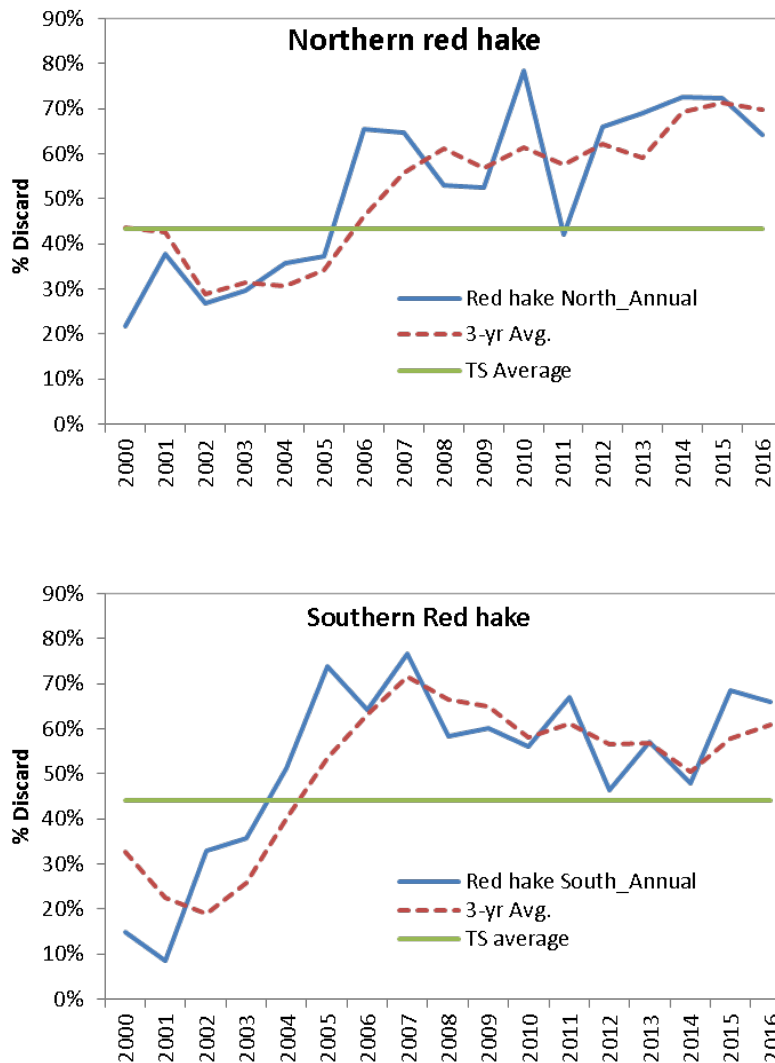 Northern red hake
90%
80%
70%
60%
50%
40%
30%
20%
10%
0%
% Discard
Red hake North_Annual
3-yr Avg.
TS Average
2000 2001 2002 2003 2004 2005 2006 2007 2008 2009 2010 2011 2012 2013 2014 2015 2016
Southern Red hake
90%
80%
70%
60%
50%
40%
30%
20%
10%
0%
% Discard
Red hake South_Annual
3-yr Avg.
TS average
2000 2001 2002 2003 2004 2005 2006 2007 2008 2009 2010 2011 2012 2013 2014 2015 2016